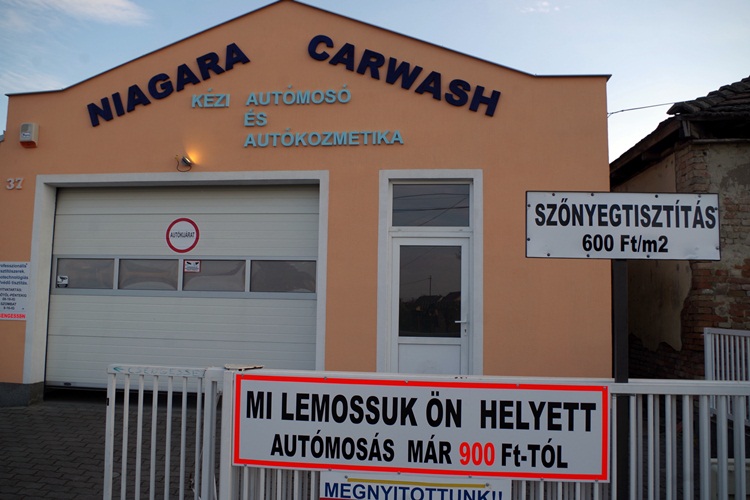 NIAGARA CARWASH
KÉZI AUTÓMOSÓ
ÉS
AUTÓKOZMETIKA
37
AUTÓKIJÁRAT
SZŐNYEGTISZTÍTÁS
600 Ft/m2
MI LEMOSSUK ÖN HELYETT
AUTÓMOSÁS MÁR 900 Ft-TÓL
MEGNYITOTTUNK!!